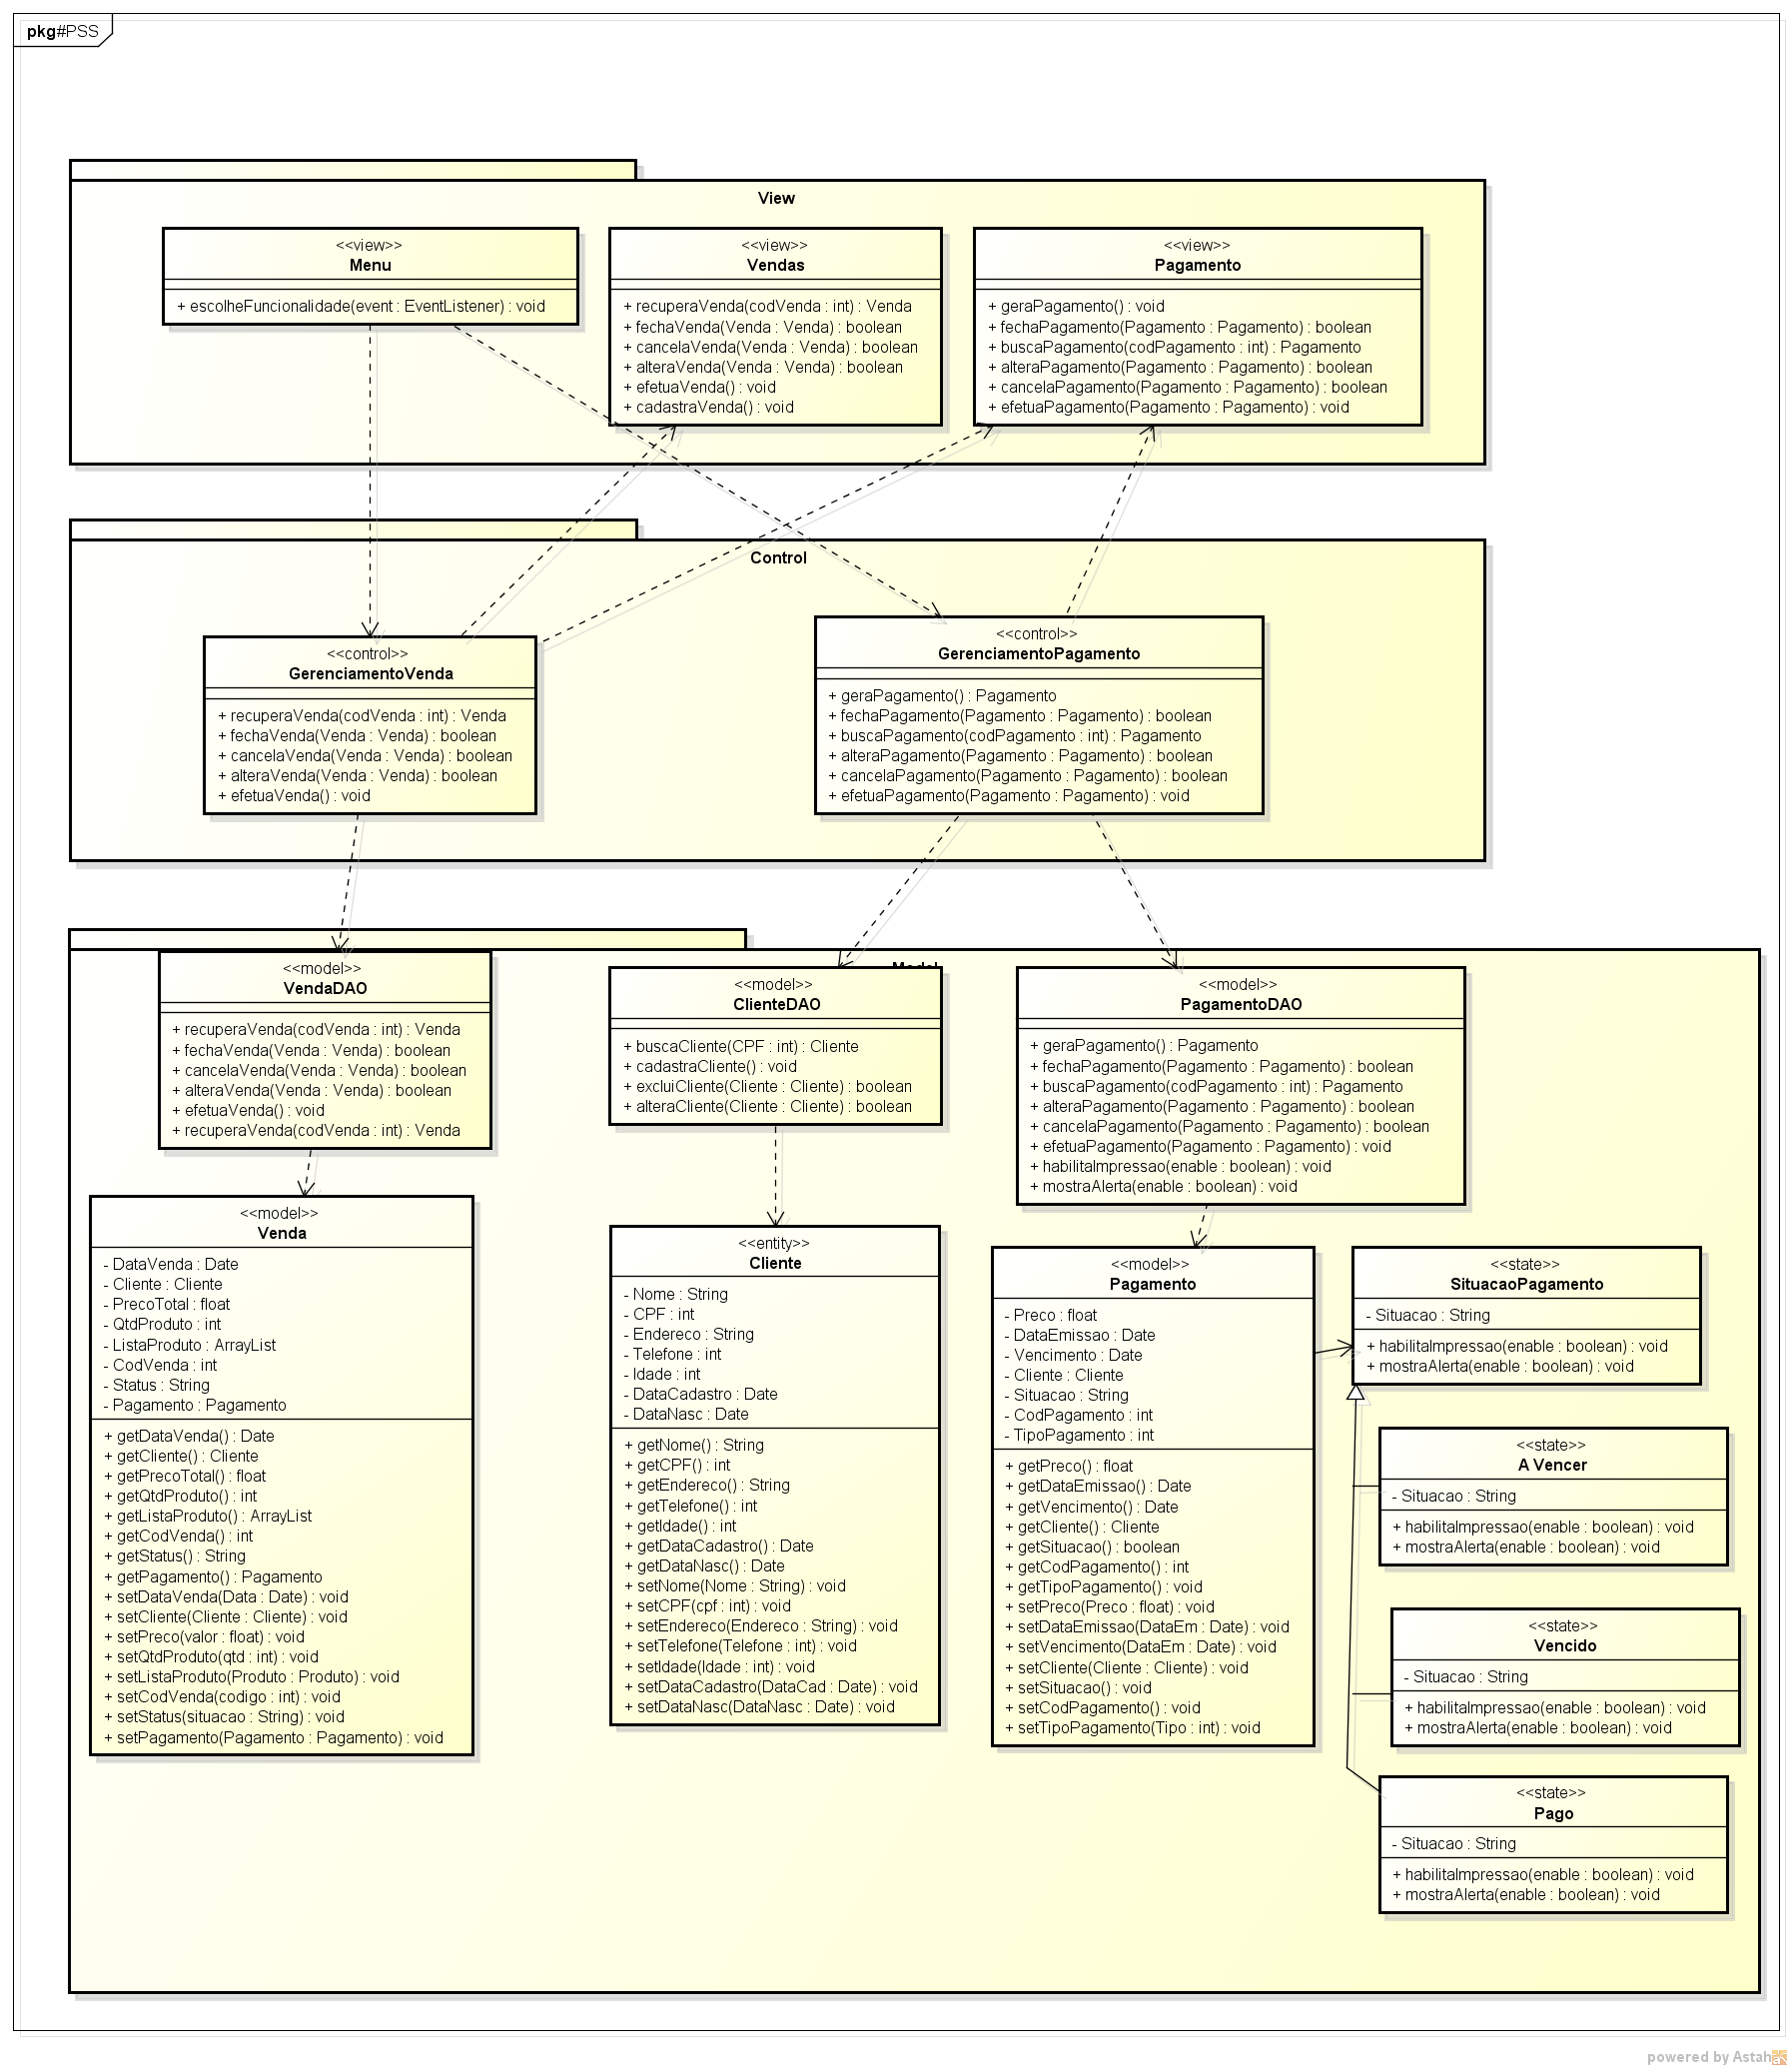 pkg#PSS
View
<<view>>
Menu
+ escolheFuncionalidade(event : EventListener) : void
<<view>>
Vendas
+ recuperaVenda(codVenda : int) : Venda
+ fechaVenda(Venda : Venda) : boolean
+ cancelaVenda(Venda : Venda) : boolean
+ alteraVenda(Venda : Venda) : boolean
+ efetuaVenda() : void
+ cadastraVenda() : void
<<view>>
Pagamento
+ geraPagamento() : void
+ fechaPagamento(Pagamento : Pagamento) : boolean
+ buscaPagamento(codPagamento : int) : Pagamento
+ alteraPagamento(Pagamento : Pagamento) : boolean
+ cancelaPagamento(Pagamento : Pagamento) : boolean
+ efetuaPagamento(Pagamento : Pagamento) : void
Control
<<control>>
GerenciamentoVenda
+ recuperaVenda(codVenda : int) : Venda
+ fechaVenda(Venda : Venda) : boolean
+ cancelaVenda(Venda : Venda) : boolean
+ alteraVenda(Venda : Venda) : boolean
+ efetuaVenda() : void
<<control>>
GerenciamentoPagamento
+ geraPagamento() : Pagamento
+ fechaPagamento(Pagamento : Pagamento) : boolean
+ buscaPagamento(codPagamento : int) : Pagamento
+ alteraPagamento(Pagamento : Pagamento) : boolean
+ cancelaPagamento(Pagamento : Pagamento) : boolean
+ efetuaPagamento(Pagamento : Pagamento) : void
Model
<<model>>
VendaDAO
+ recuperaVenda(codVenda : int) : Venda
+ fechaVenda(Venda : Venda) : boolean
+ cancelaVenda(Venda : Venda) : boolean
+ alteraVenda(Venda : Venda) : boolean
+ efetuaVenda() : void
+ recuperaVenda(codVenda : int) : Venda
<<model>>
ClienteDAO
+ buscaCliente(CPF : int) : Cliente
+ cadastraCliente() : void
+ excluiCliente(Cliente : Cliente) : boolean
+ alteraCliente(Cliente : Cliente) : boolean
<<model>>
PagamentoDAO
+ geraPagamento() : Pagamento
+ fechaPagamento(Pagamento : Pagamento) : boolean
+ buscaPagamento(codPagamento : int) : Pagamento
+ alteraPagamento(Pagamento : Pagamento) : boolean
+ cancelaPagamento(Pagamento : Pagamento) : boolean
+ efetuaPagamento(Pagamento : Pagamento) : void
+ habilitaImpressao(enable : boolean) : void
+ mostraAlerta(enable : boolean) : void
<<model>>
Venda
- DataVenda : Date
- Cliente : Cliente
- PrecoTotal : float
- QtdProduto : int
- ListaProduto : ArrayList
- CodVenda : int
- Status : String
- Pagamento : Pagamento
+ getDataVenda() : Date
+ getCliente() : Cliente
+ getPrecoTotal() : float
+ getQtdProduto() : int
+ getListaProduto() : ArrayList
+ getCodVenda() : int
+ getStatus() : String
+ getPagamento() : Pagamento
+ setDataVenda(Data : Date) : void
+ setCliente(Cliente : Cliente) : void
+ setPreco(valor : float) : void
+ setQtdProduto(qtd : int) : void
+ setListaProduto(Produto : Produto) : void
+ setCodVenda(codigo : int) : void
+ setStatus(situacao : String) : void
+ setPagamento(Pagamento : Pagamento) : void
<<entity>>
Cliente
- Nome : String
- CPF : int
- Endereco : String
- Telefone : int
- Idade : int
- DataCadastro : Date
- DataNasc : Date
+ getNome() : String
+ getCPF() : int
+ getEndereco() : String
+ getTelefone() : int
+ getIdade() : int
+ getDataCadastro() : Date
+ getDataNasc() : Date
+ setNome(Nome : String) : void
+ setCPF(cpf : int) : void
+ setEndereco(Endereco : String) : void
+ setTelefone(Telefone : int) : void
+ setIdade(Idade : int) : void
+ setDataCadastro(DataCad : Date) : void
+ setDataNasc(DataNasc : Date) : void
<<model>>
Pagamento
- Preco : float
- DataEmissao : Date
- Vencimento : Date
- Cliente : Cliente
- Situacao : String
- CodPagamento : int
- TipoPagamento : int
+ getPreco() : float
+ getDataEmissao() : Date
+ getVencimento() : Date
+ getCliente() : Cliente
+ getSituacao() : boolean
+ getCodPagamento() : int
+ getTipoPagamento() : void
+ setPreco(Preco : float) : void
+ setDataEmissao(DataEm : Date) : void
+ setVencimento(DataEm : Date) : void
+ setCliente(Cliente : Cliente) : void
+ setSituacao() : void
+ setCodPagamento() : void
+ setTipoPagamento(Tipo : int) : void
<<state>>
SituacaoPagamento
- Situacao : String
+ habilitaImpressao(enable : boolean) : void
+ mostraAlerta(enable : boolean) : void
<<state>>
A Vencer
- Situacao : String
+ habilitaImpressao(enable : boolean) : void
+ mostraAlerta(enable : boolean) : void
<<state>>
Vencido
- Situacao : String
+ habilitaImpressao(enable : boolean) : void
+ mostraAlerta(enable : boolean) : void
<<state>>
Pago
- Situacao : String
+ habilitaImpressao(enable : boolean) : void
+ mostraAlerta(enable : boolean) : void
powered by Astah